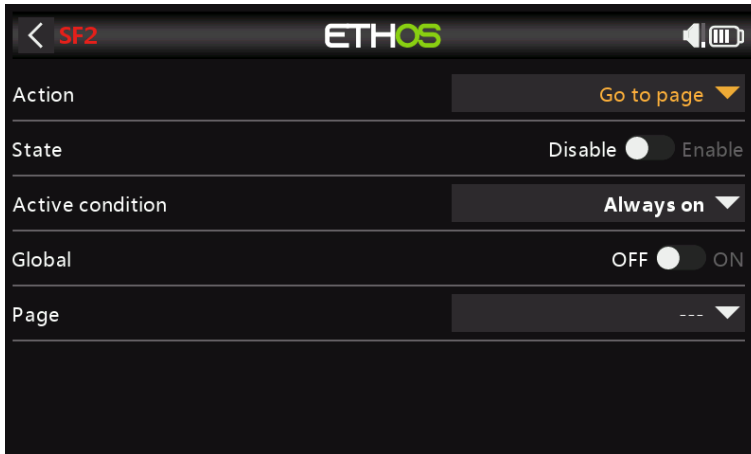 SF2 ETHOS
Action Go to page
State Disable Enable
Active condition Always on
Global OFF ON
Page ---